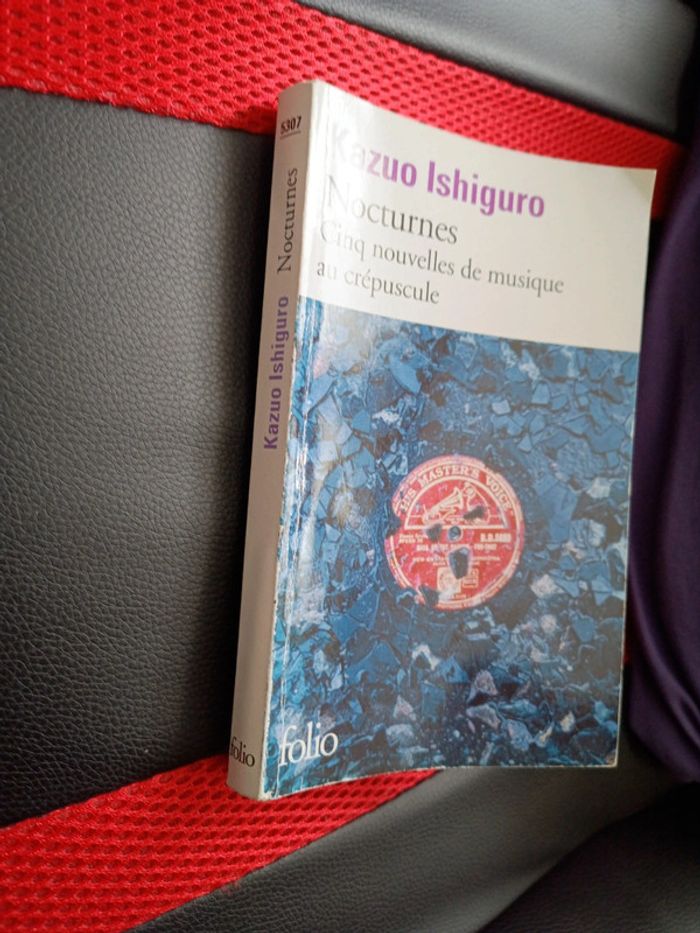 5307
Kazuo Ishiguro Nocturnes
folio
Kazuo Ishiguro
Nocturnes
Cinq nouvelles de musique
au crépuscule
HIS MASTER'S VOICE
folio